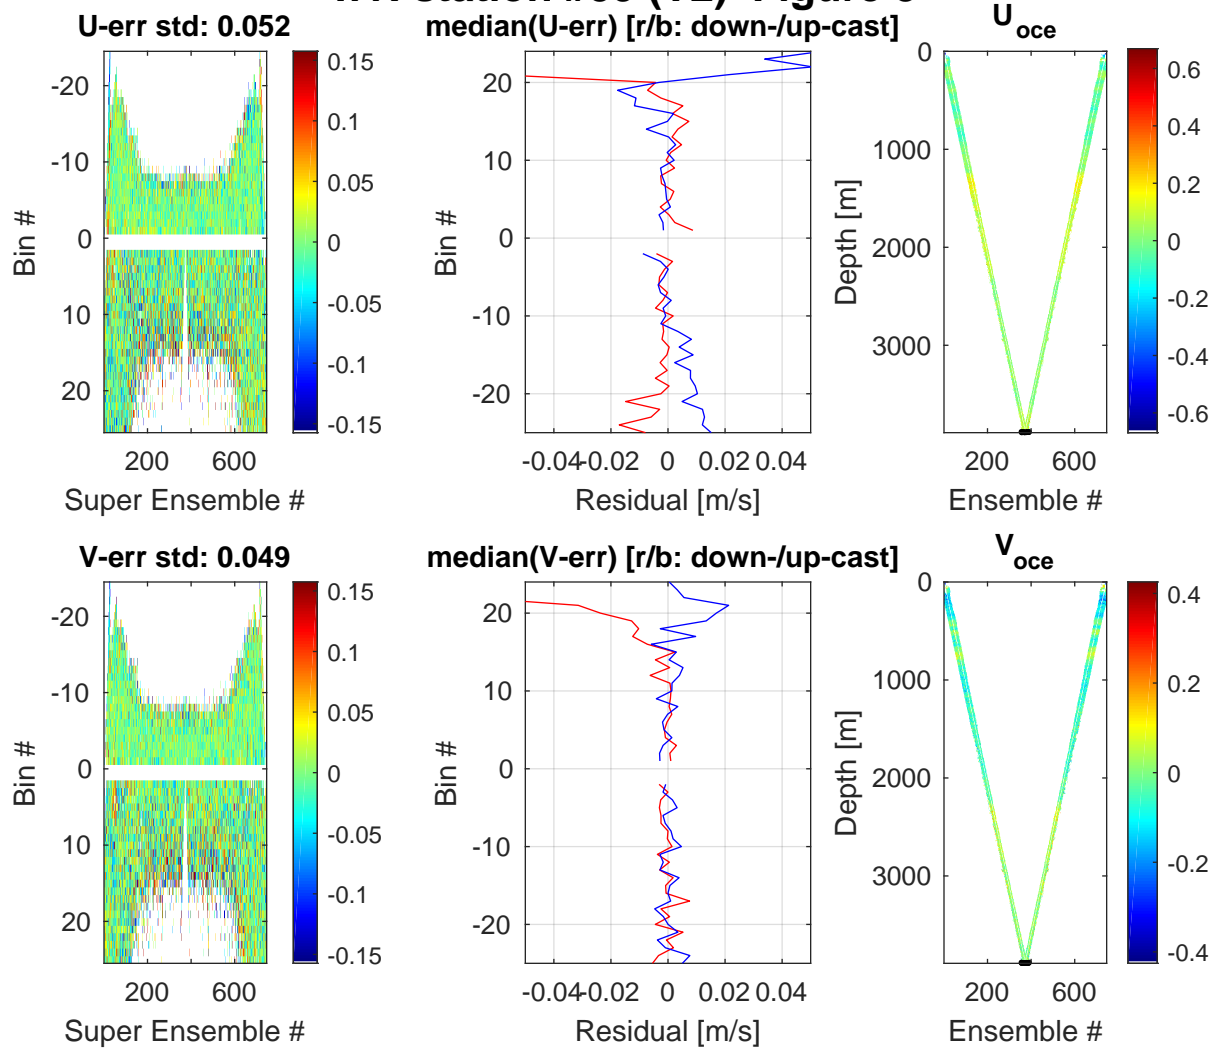 U-err std: 0.052
-20
-10
0
10
20
Bin #
200 600
Super Ensemble #
0.15
0.1
0.05
0
-0.05
-0.1
-0.15
median(U-err) [r/b: down-/up-cast]
20
10
0
-10
-20
Bin #
-0.04 -0.02 0 0.02 0.04
Residual [m/s]
U_oce
0
1000
2000
3000
Depth [m]
200 600
Ensemble #
0.6
0.4
0.2
0
-0.2
-0.4
-0.6
V-err std: 0.049
-20
-10
0
10
20
Bin #
200 600
Super Ensemble #
0.15
0.1
0.05
0
-0.05
-0.1
-0.15
median(V-err) [r/b: down-/up-cast]
20
10
0
-10
-20
Bin #
-0.04 -0.02 0 0.02 0.04
Residual [m/s]
V_oce
0
1000
2000
3000
Depth [m]
200 600
Ensemble #
0.4
0.2
0
-0.2
-0.4